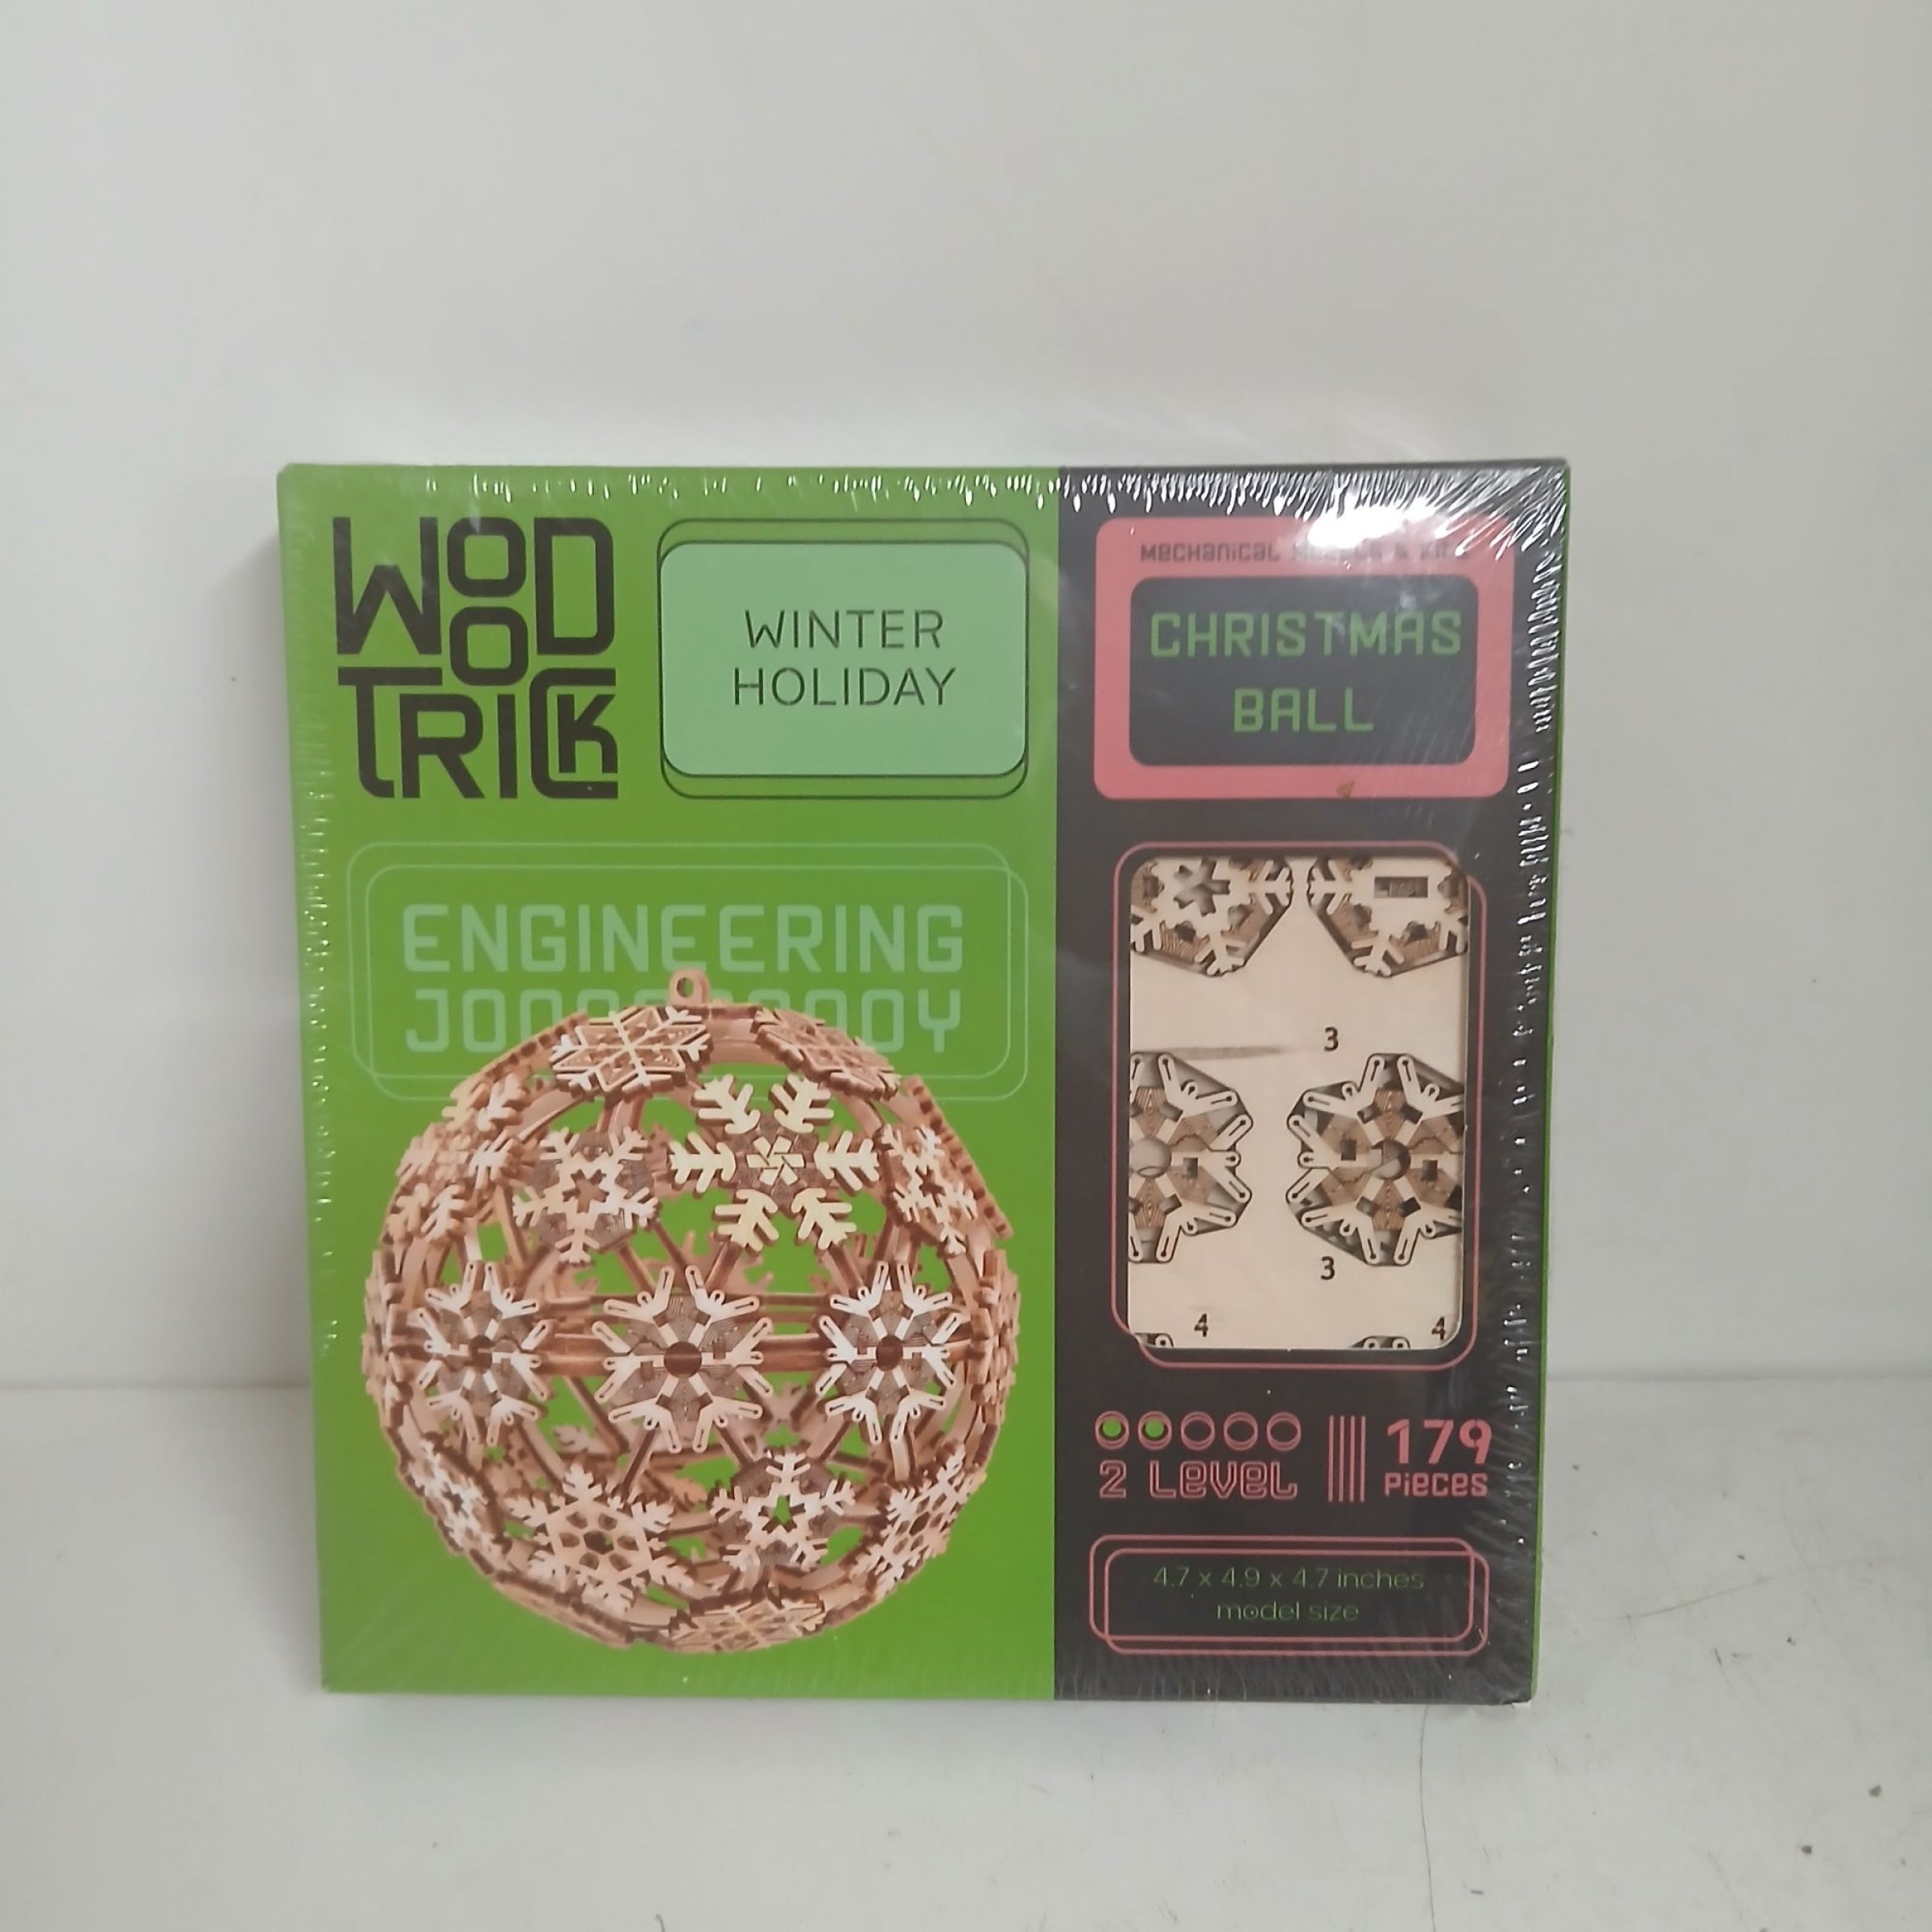 WOOD
TRICK
WINTER
HOLIDAY
MECHANICAL
CHRISTMAS
BALL
ENGINEERING
3
3
4
4
2 LEVEL
179
PIECES
4.7 x 4.9 x 4.7 inches
model size